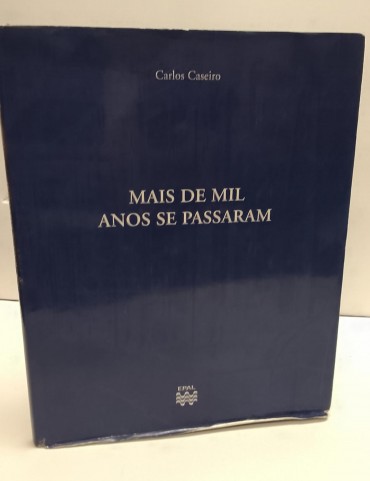 Carlos Caseiro
MAIS DE MIL
ANOS SE PASSARAM
EPAL